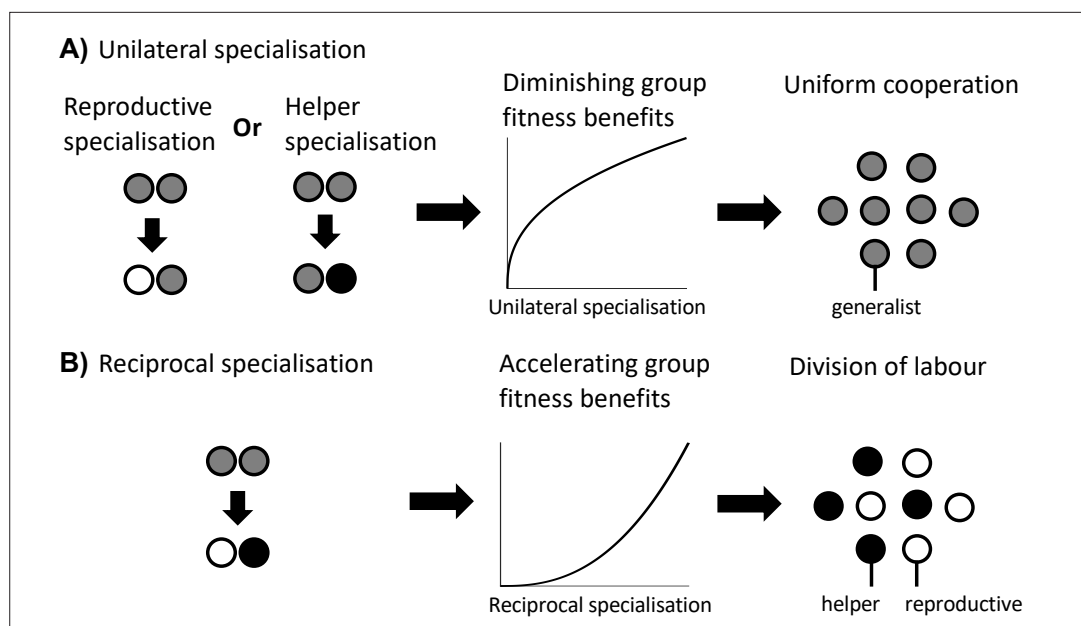 A) Unilateral specialisation
Reproductive
specialisation
Or
Helper
specialisation
Diminishing group
fitness benefits
Unilateral specialisation
Uniform cooperation
generalist
B) Reciprocal specialisation
Accelerating group
fitness benefits
Reciprocal specialisation
Division of labour
helper
reproductive